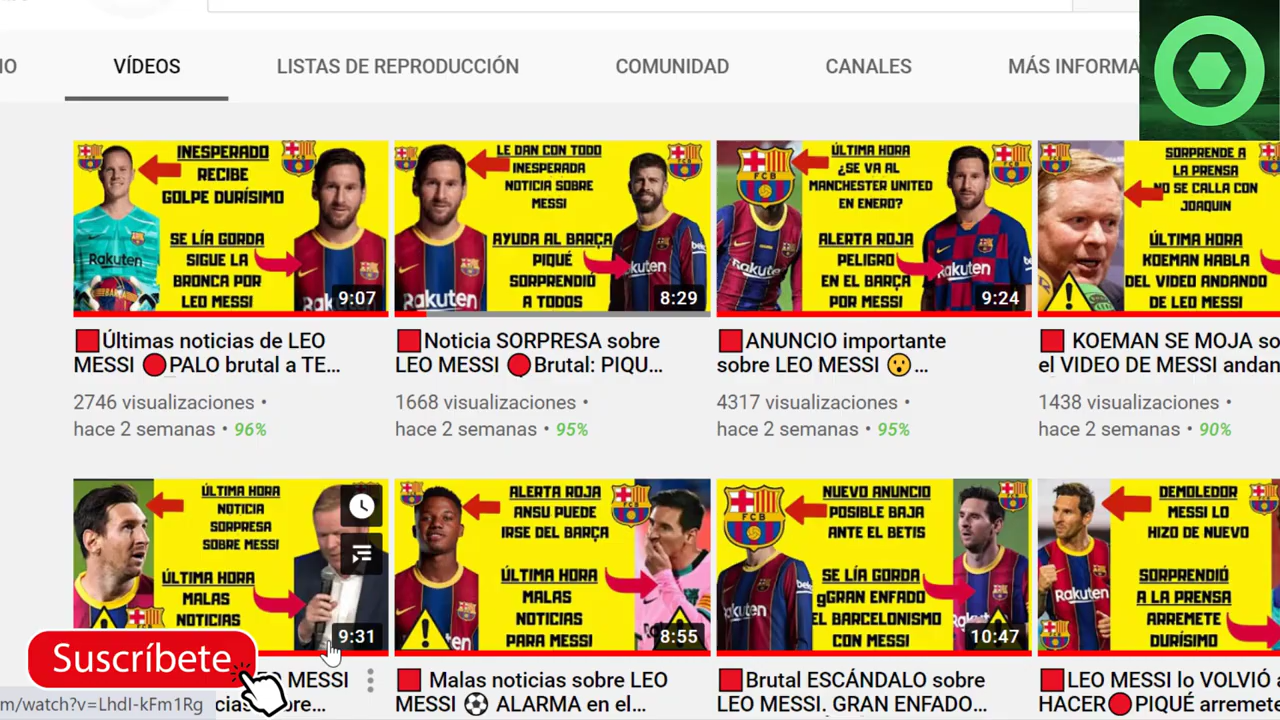 IO
VÍDEOS
LISTAS DE REPRODUCCIÓN
COMUNIDAD
CANALES
MÁS INFORMA
INESPERADO
RECIBE
GOLPE DURÍSIMO
SE LÍA GORDA
SIGUE LA
BRONCA POR
LEO MESSI
Rakuten
9:07
LE DAN CON TODO
INESPERADA
NOTICIA SOBRE
MESSI
AYUDA AL BARÇA
PIQUÉ
SORPRENDIÓ
A TODOS
Rakuten
8:29
ÚLTIMA HORA
¿SE VA AL
MANCHESTER UNITED
EN ENERO?
ALERTA ROJA
PELIGRO
EN EL BARÇA
POR MESSI
FCB
Rakuten
Rakuten
9:24
SORPRENDE A
LA PRENSA
NO SE CALLA CON
JOAQUIN
ÚLTIMA HORA
KOEMAN HABLA
DEL VIDEO ANDANDO
DE LEO MESSI
Últimas noticias de LEO
MESSI PALO brutal a TE...
2746 visualizaciones •
hace 2 semanas • 96%
Noticia SORPRESA sobre
LEO MESSI Brutal: PIQU...
1668 visualizaciones •
hace 2 semanas • 95%
ANUNCIO importante
sobre LEO MESSI 😮...
4317 visualizaciones •
hace 2 semanas • 95%
KOEMAN SE MOJA so
el VIDEO DE MESSI andan
1438 visualizaciones •
hace 2 semanas • 90%
ÚLTIMA HORA
NOTICIA
SORPRESA
SOBRE MESSI
ÚLTIMA HORA
MALAS
NOTICIAS
9:31
ALERTA ROJA
ANSU PUEDE
IRSE DEL BARÇA
ÚLTIMA HORA
MALAS
NOTICIAS
PARA MESSI
8:55
NUEVO ANUNCIO
POSIBLE BAJA
ANTE EL BETIS
SE LÍA GORDA
gGRAN ENFADO
EL BARCELONISMO
CON MESSI
FCB
10:47
DEMOLEDOR
MESSI LO
HIZO DE NUEVO
SORPRENDIÓ
A LA PRENSA
ARREMETE
DURÍSIMO
Rakuten
Suscríbete
EO MESSI
m/watch?v=LhdI-kFm1Rg
Malas noticias sobre LEO
MESSI ⚽ ALARMA en el...
Brutal ESCÁNDALO sobre
LEO MESSI. GRAN ENFADO...
LEO MESSI lo VOLVIÓ a
HACER PIQUÉ arremete